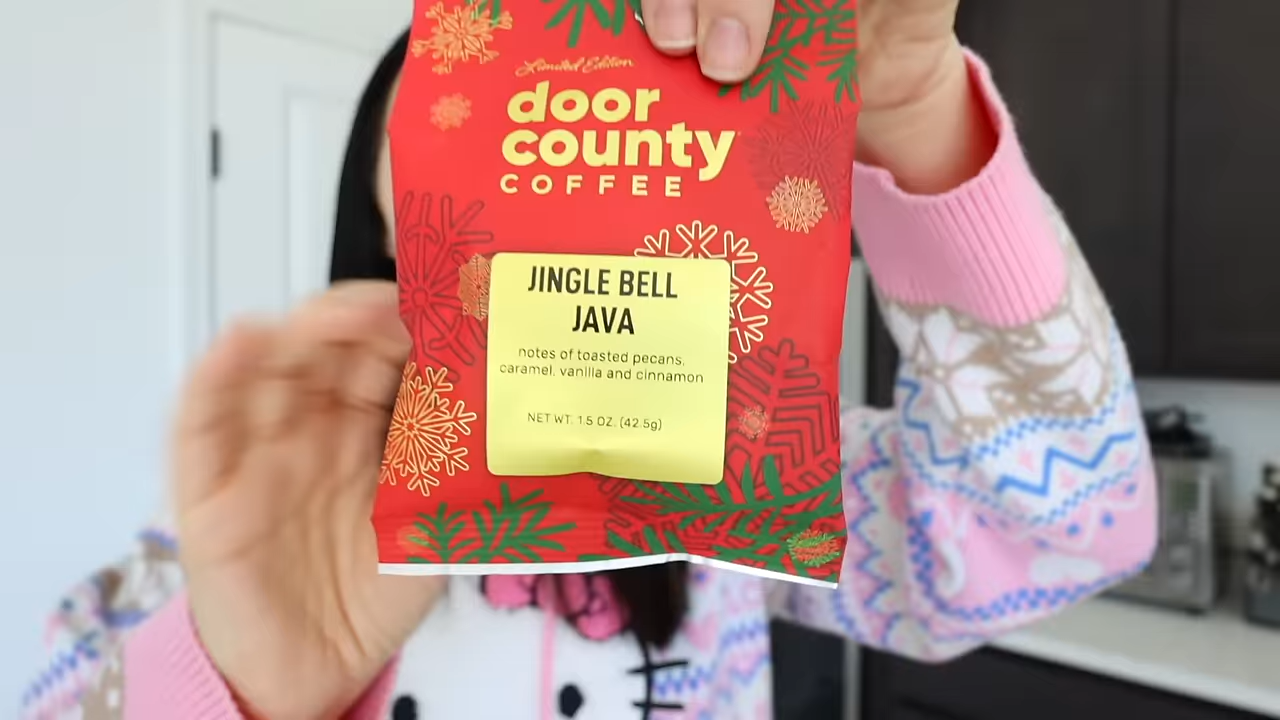 Limited Edition
door
county
COFFEE
JINGLE BELL
JAVA
notes of toasted pecans,
caramel, vanilla and cinnamon
NET WT. 1.5 OZ. (42.5g)